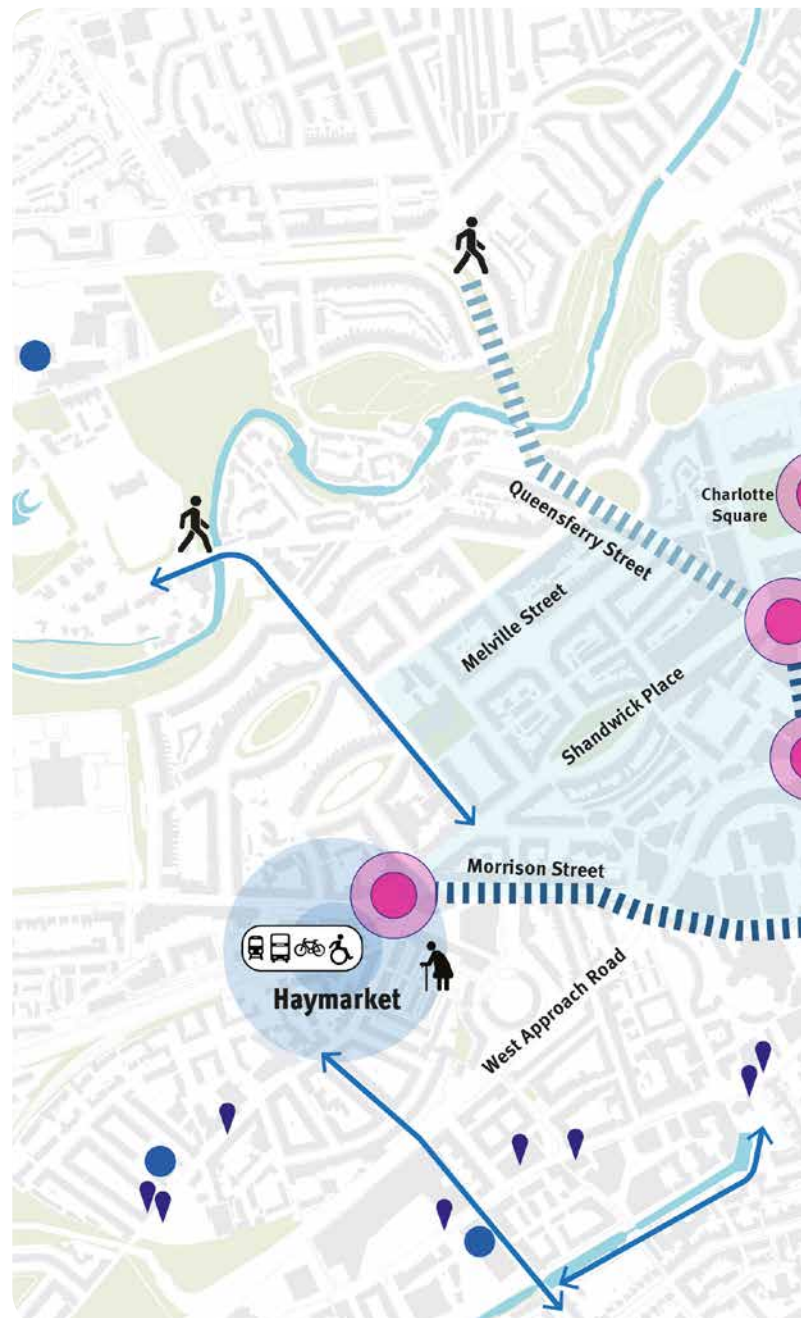 Charlotte
Square
Queensferry Street
Melville Street
Shandwick Place
Morrison Street
Haymarket
West Approach Road